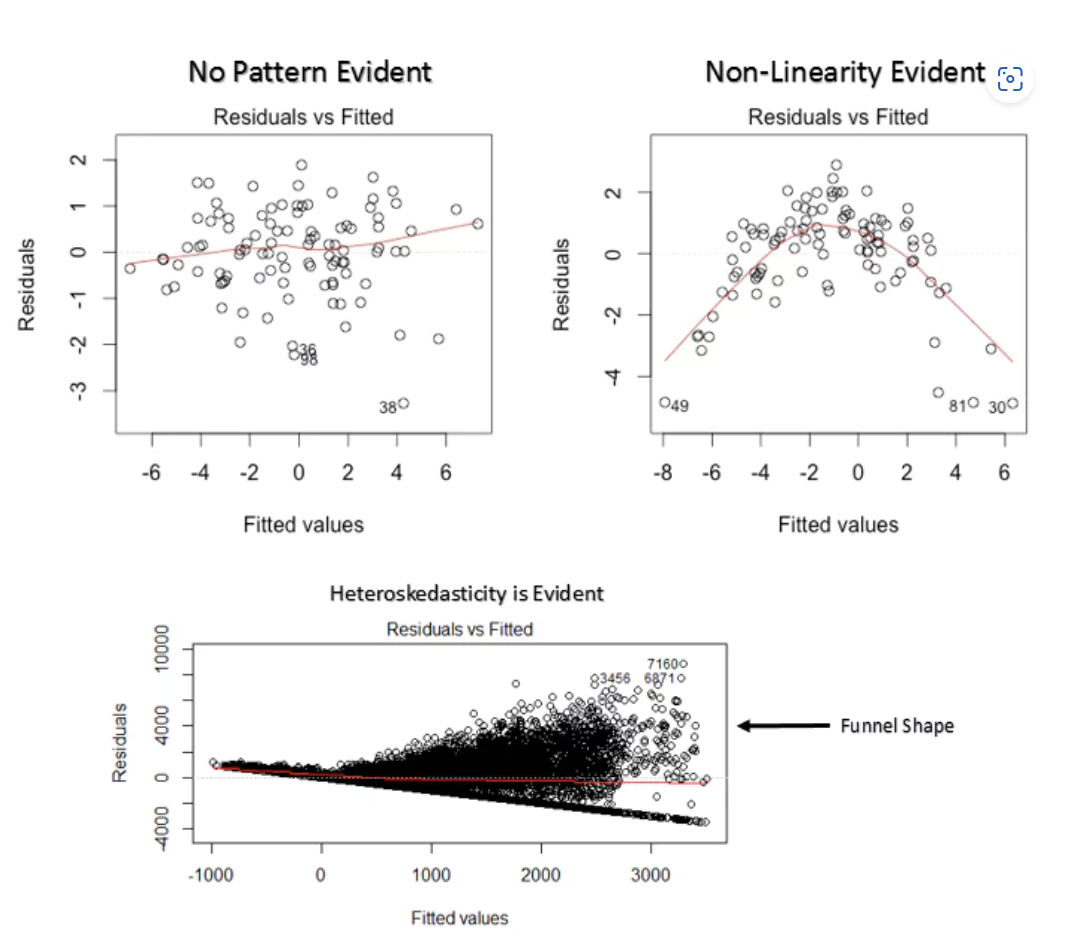 No Pattern Evident
Residuals vs Fitted
Residuals
2
1
0
-1
-2
-3
36
98
38
-6 -4 -2 0 2 4 6
Fitted values
Non-Linearity Evident
Residuals vs Fitted
Residuals
2
0
-2
-4
49
81
30
-8 -6 -4 -2 0 2 4 6
Fitted values
Heteroskedasticity is Evident
Residuals vs Fitted
Residuals
10000
4000
0
-4000
7160
3456 6871
-1000 0 1000 2000 3000
Fitted values
Funnel Shape